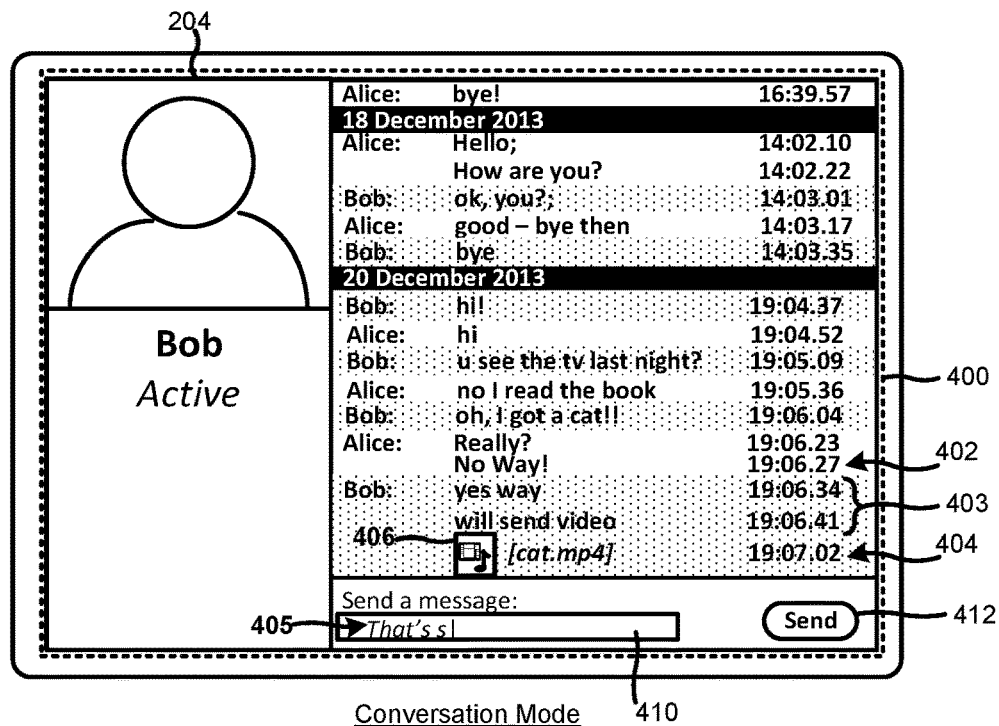 204
Alice: bye! 16:39.57
18 December 2013
Alice: Hello; 14:02.10
How are you? 14:02.22
Bob: ok, you?; 14:03.01
Alice: good – bye then 14:03.17
Bob: bye 14:03.35
20 December 2013
Bob: hi! 19:04.37
Alice: hi 19:04.52
Bob: u see the tv last night? 19:05.09
Alice: no I read the book 19:05.36
Bob: oh, I got a cat!! 19:06.04
Alice: Really? 19:06.23
No Way! 19:06.27
Bob: yes way 19:06.34
will send video 19:06.41
406 [cat.mp4] 19:07.02
Bob
Active
400
402
403
404
Send a message:
405 That's s
Send
412
410
Conversation Mode